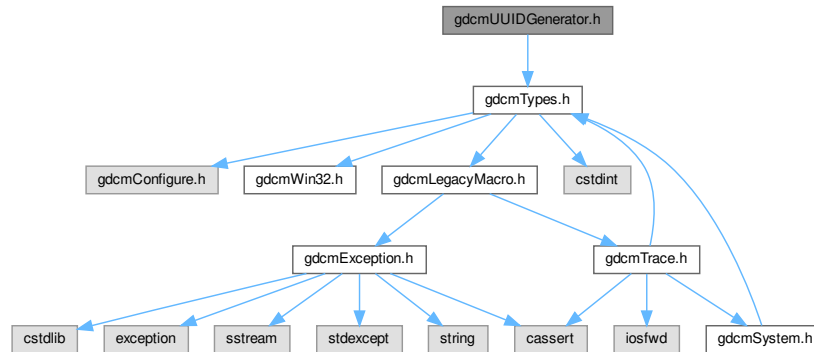 gdcmUUIDGenerator.h
gdcmTypes.h
gdcmConfigure.h
gdcmWin32.h
gdcmLegacyMacro.h
cstdint
gdcmException.h
gdcmTrace.h
cstdlib
exception
sstream
stdexcept
string
cassert
iosfwd
gdcmSystem.h